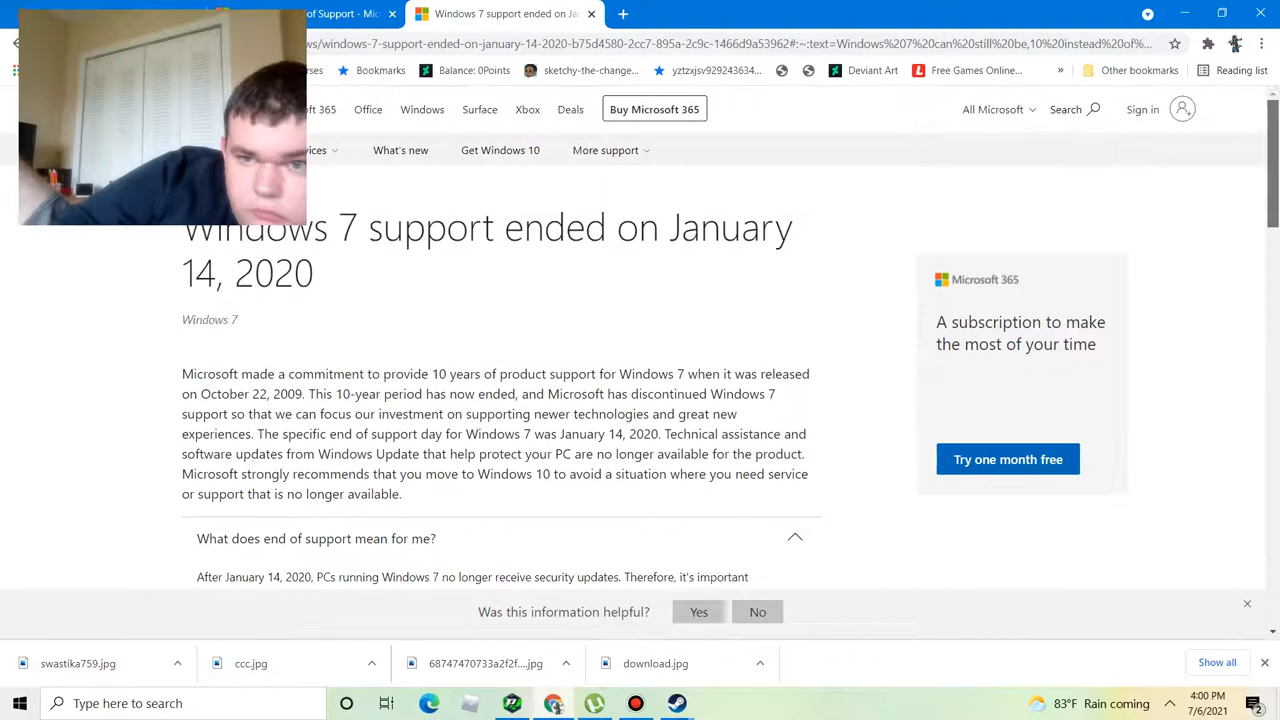 of Support - Mic
Windows 7 support ended on Jan
ws/windows-7-support-ended-on-january-14-2020-b75d4580-2cc7-895a-2c9c-1466d9a53962#:~:text=Windows%207%20can%20still%20be,10%20instead%20of%...
Bookmarks
Balance: 0Points
sketchy-the-change...
yztzxjsv929243634...
Deviant Art
Free Games Online...
»
Other bookmarks
Reading list
Office
Windows
Surface
Xbox
Deals
Buy Microsoft 365
All Microsoft
Search
Sign in
What's new
Get Windows 10
More support
Windows 7 support ended on January
14, 2020
Windows 7
Microsoft made a commitment to provide 10 years of product support for Windows 7 when it was released
on October 22, 2009. This 10-year period has now ended, and Microsoft has discontinued Windows 7
support so that we can focus our investment on supporting newer technologies and great new
experiences. The specific end of support day for Windows 7 was January 14, 2020. Technical assistance and
software updates from Windows Update that help protect your PC are no longer available for the product.
Microsoft strongly recommends that you move to Windows 10 to avoid a situation where you need service
or support that is no longer available.
Microsoft 365
A subscription to make
the most of your time
Try one month free
What does end of support mean for me?
After January 14, 2020, PCs running Windows 7 no longer receive security updates. Therefore, it's important
Was this information helpful?
Yes
No
swastika759.jpg
ccc.jpg
68747470733a2f2f....jpg
download.jpg
Show all
Type here to search
83°F Rain coming
4:00 PM
7/6/2021
2